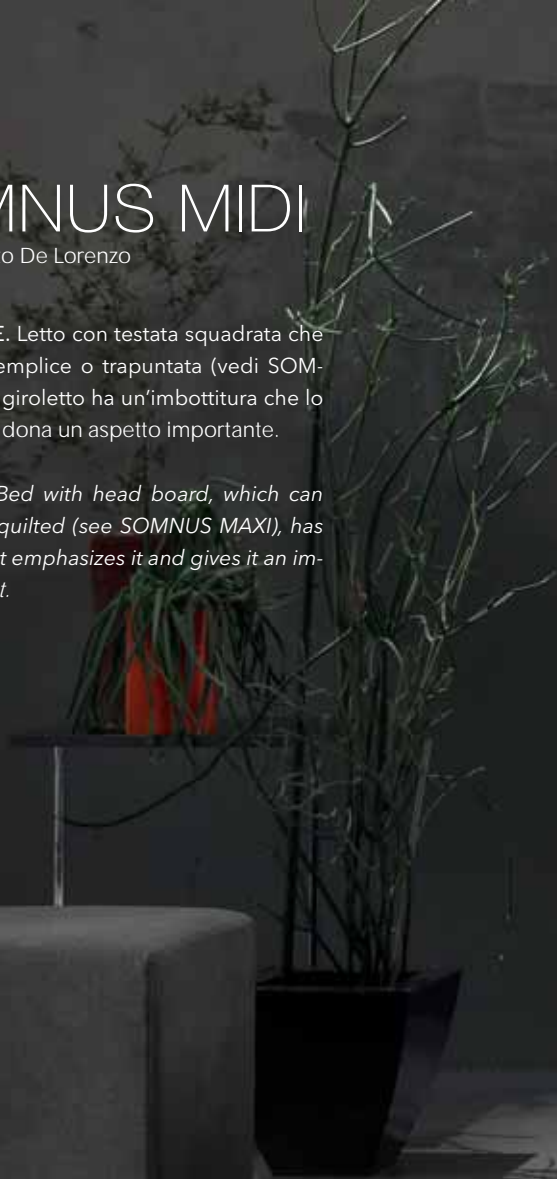 MNUS MIDI
o De Lorenzo
E. Letto con testata squadrata che
emplice o trapuntata (vedi SOM-
giroletto ha un'imbottitura che lo
dona un aspetto importante.
Bed with head board, which can
quilted (see SOMNUS MAXI), has
t emphasizes it and gives it an im-
t.